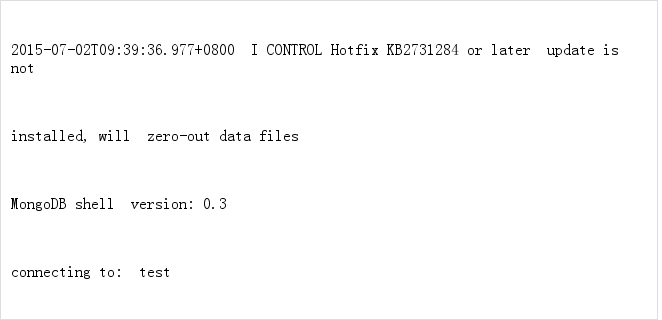 2015-07-02T09:39:36.977+0800  I CONTROL Hotfix KB2731284 or later  update is
not
installed, will  zero-out data files
MongoDB shell  version: 0.3
connecting to:  test